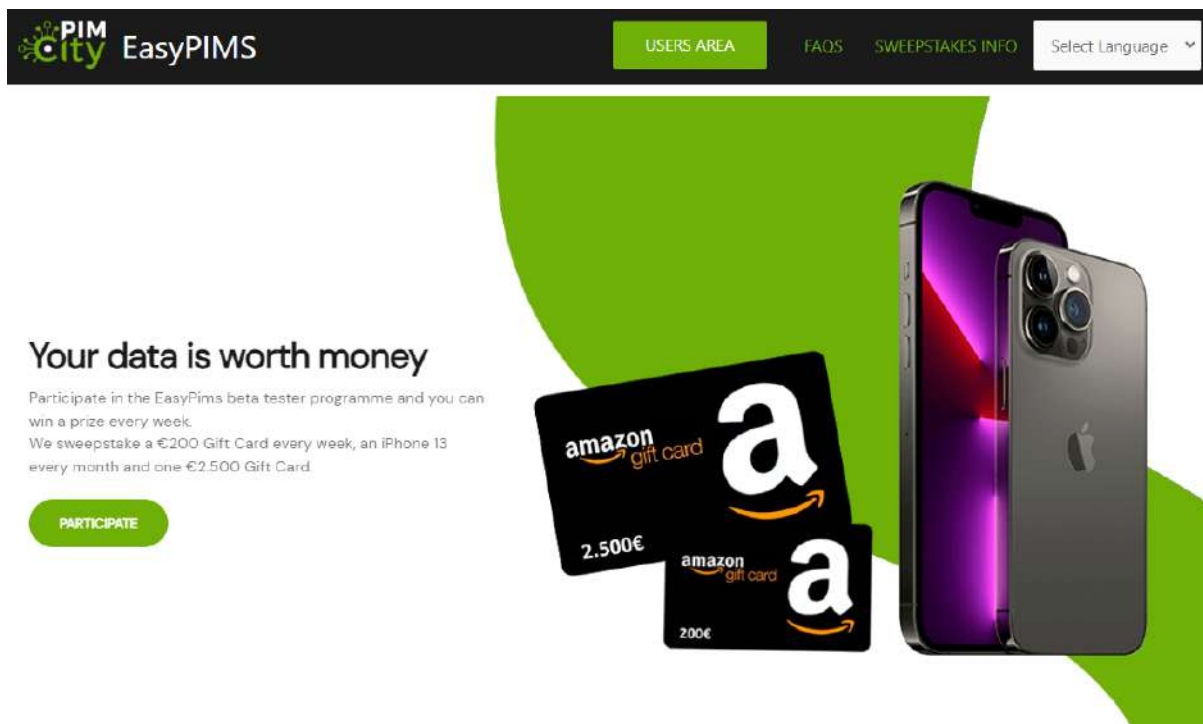 PIM
City EasyPIMS
USERS AREA
FAQS
SWEEPSTAKES INFO
Select Language
Your data is worth money
Participate in the EasyPims beta tester programme and you can
win a prize every week.
We sweepstake a €200 Gift Card every week, an iPhone 13
every month and one €2.500 Gift Card
PARTICIPATE
amazon
gift card
a
2.500€
amazon
gift card
a
200€